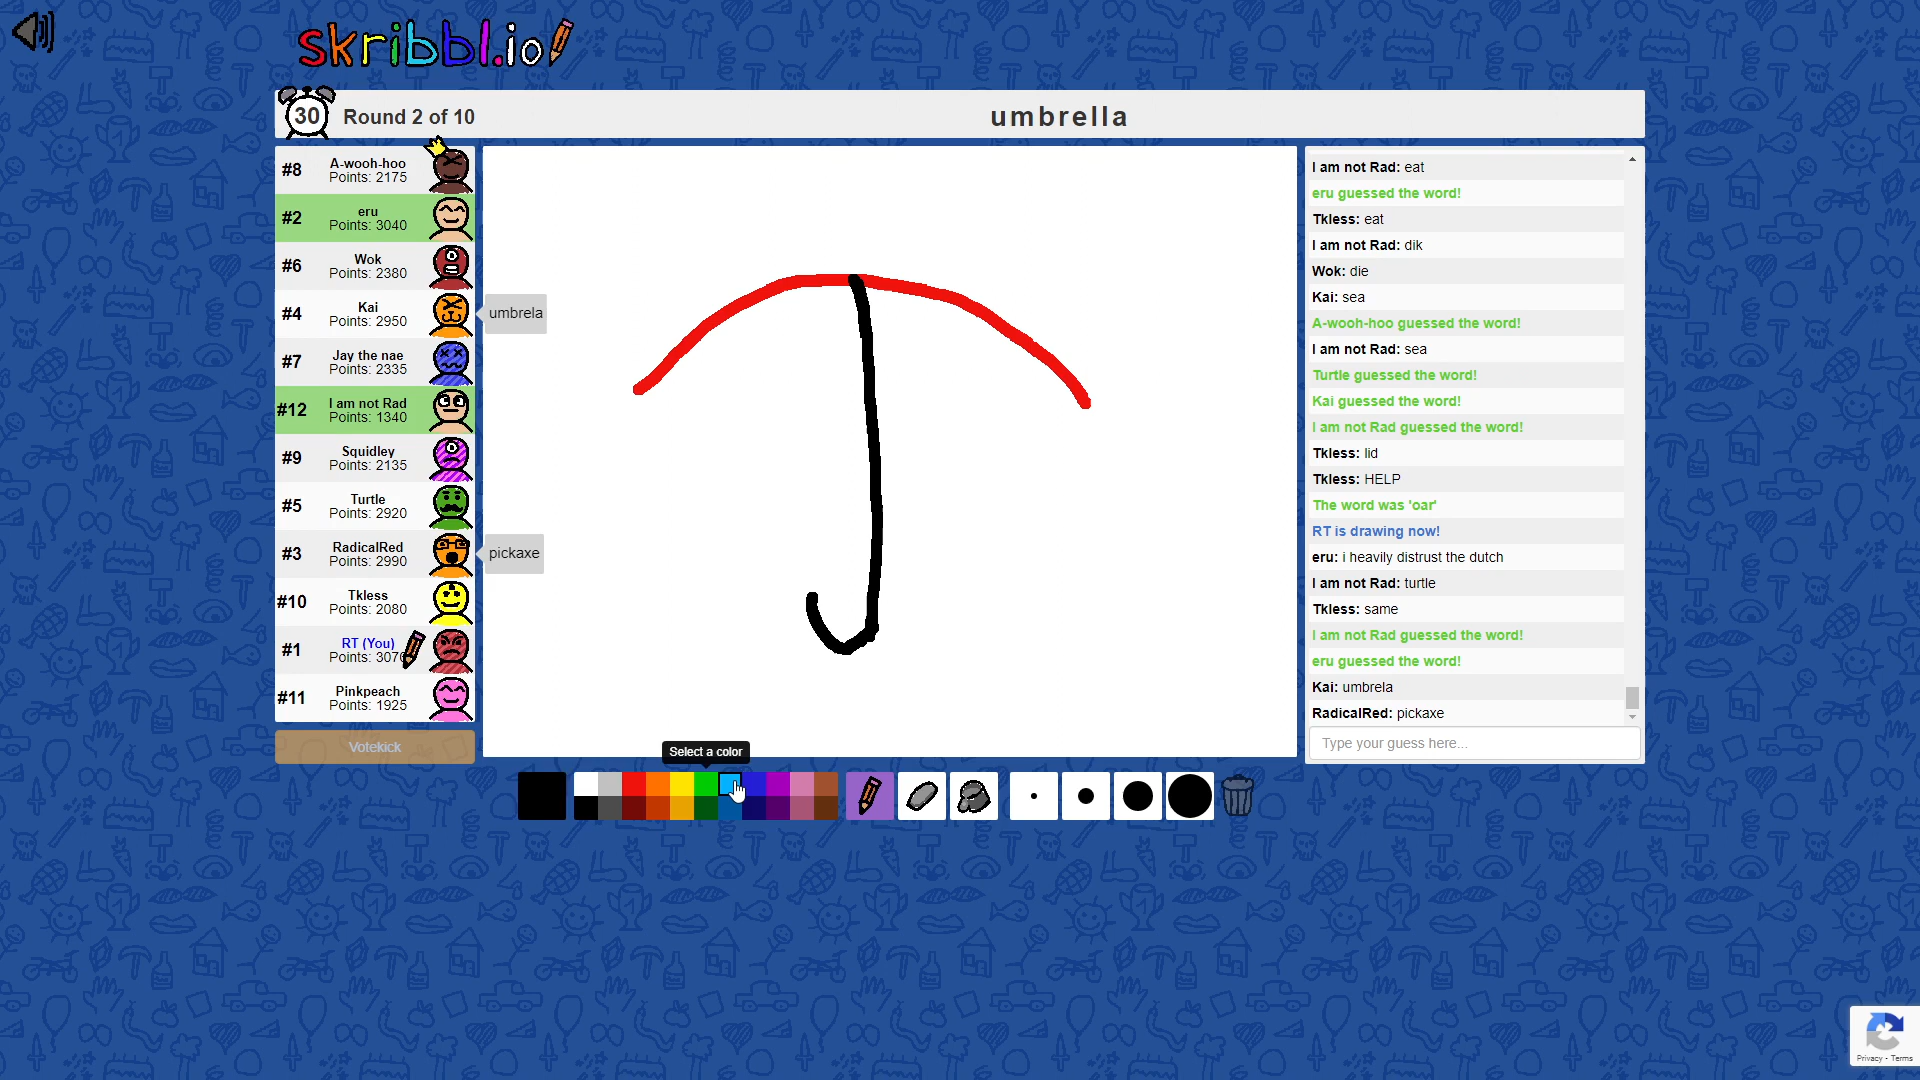 skribbl.io
30
Round 2 of 10
umbrella
#8
A-wooh-hoo
Points: 2175
#2
eru
Points: 3040
#6
Wok
Points: 2380
#4
Kai
Points: 2950
umbrela
#7
Jay the nae
Points: 2335
#12
I am not Rad
Points: 1340
#9
Squidley
Points: 2135
#5
Turtle
Points: 2920
#3
RadicalRed
Points: 2990
pickaxe
#10
Tkless
Points: 2080
#1
RT (You)
Points: 3070
#11
Pinkpeach
Points: 1925
Votekick
Select a color
I am not Rad: eat
eru guessed the word!
Tkless: eat
I am not Rad: dik
Wok: die
Kai: sea
A-wooh-hoo guessed the word!
I am not Rad: sea
Turtle guessed the word!
Kai guessed the word!
I am not Rad guessed the word!
Tkless: lid
Tkless: HELP
The word was 'oar'
RT is drawing now!
eru: i heavily distrust the dutch
I am not Rad: turtle
Tkless: same
I am not Rad guessed the word!
eru guessed the word!
Kai: umbrela
RadicalRed: pickaxe
Type your guess here...
Privacy - Terms